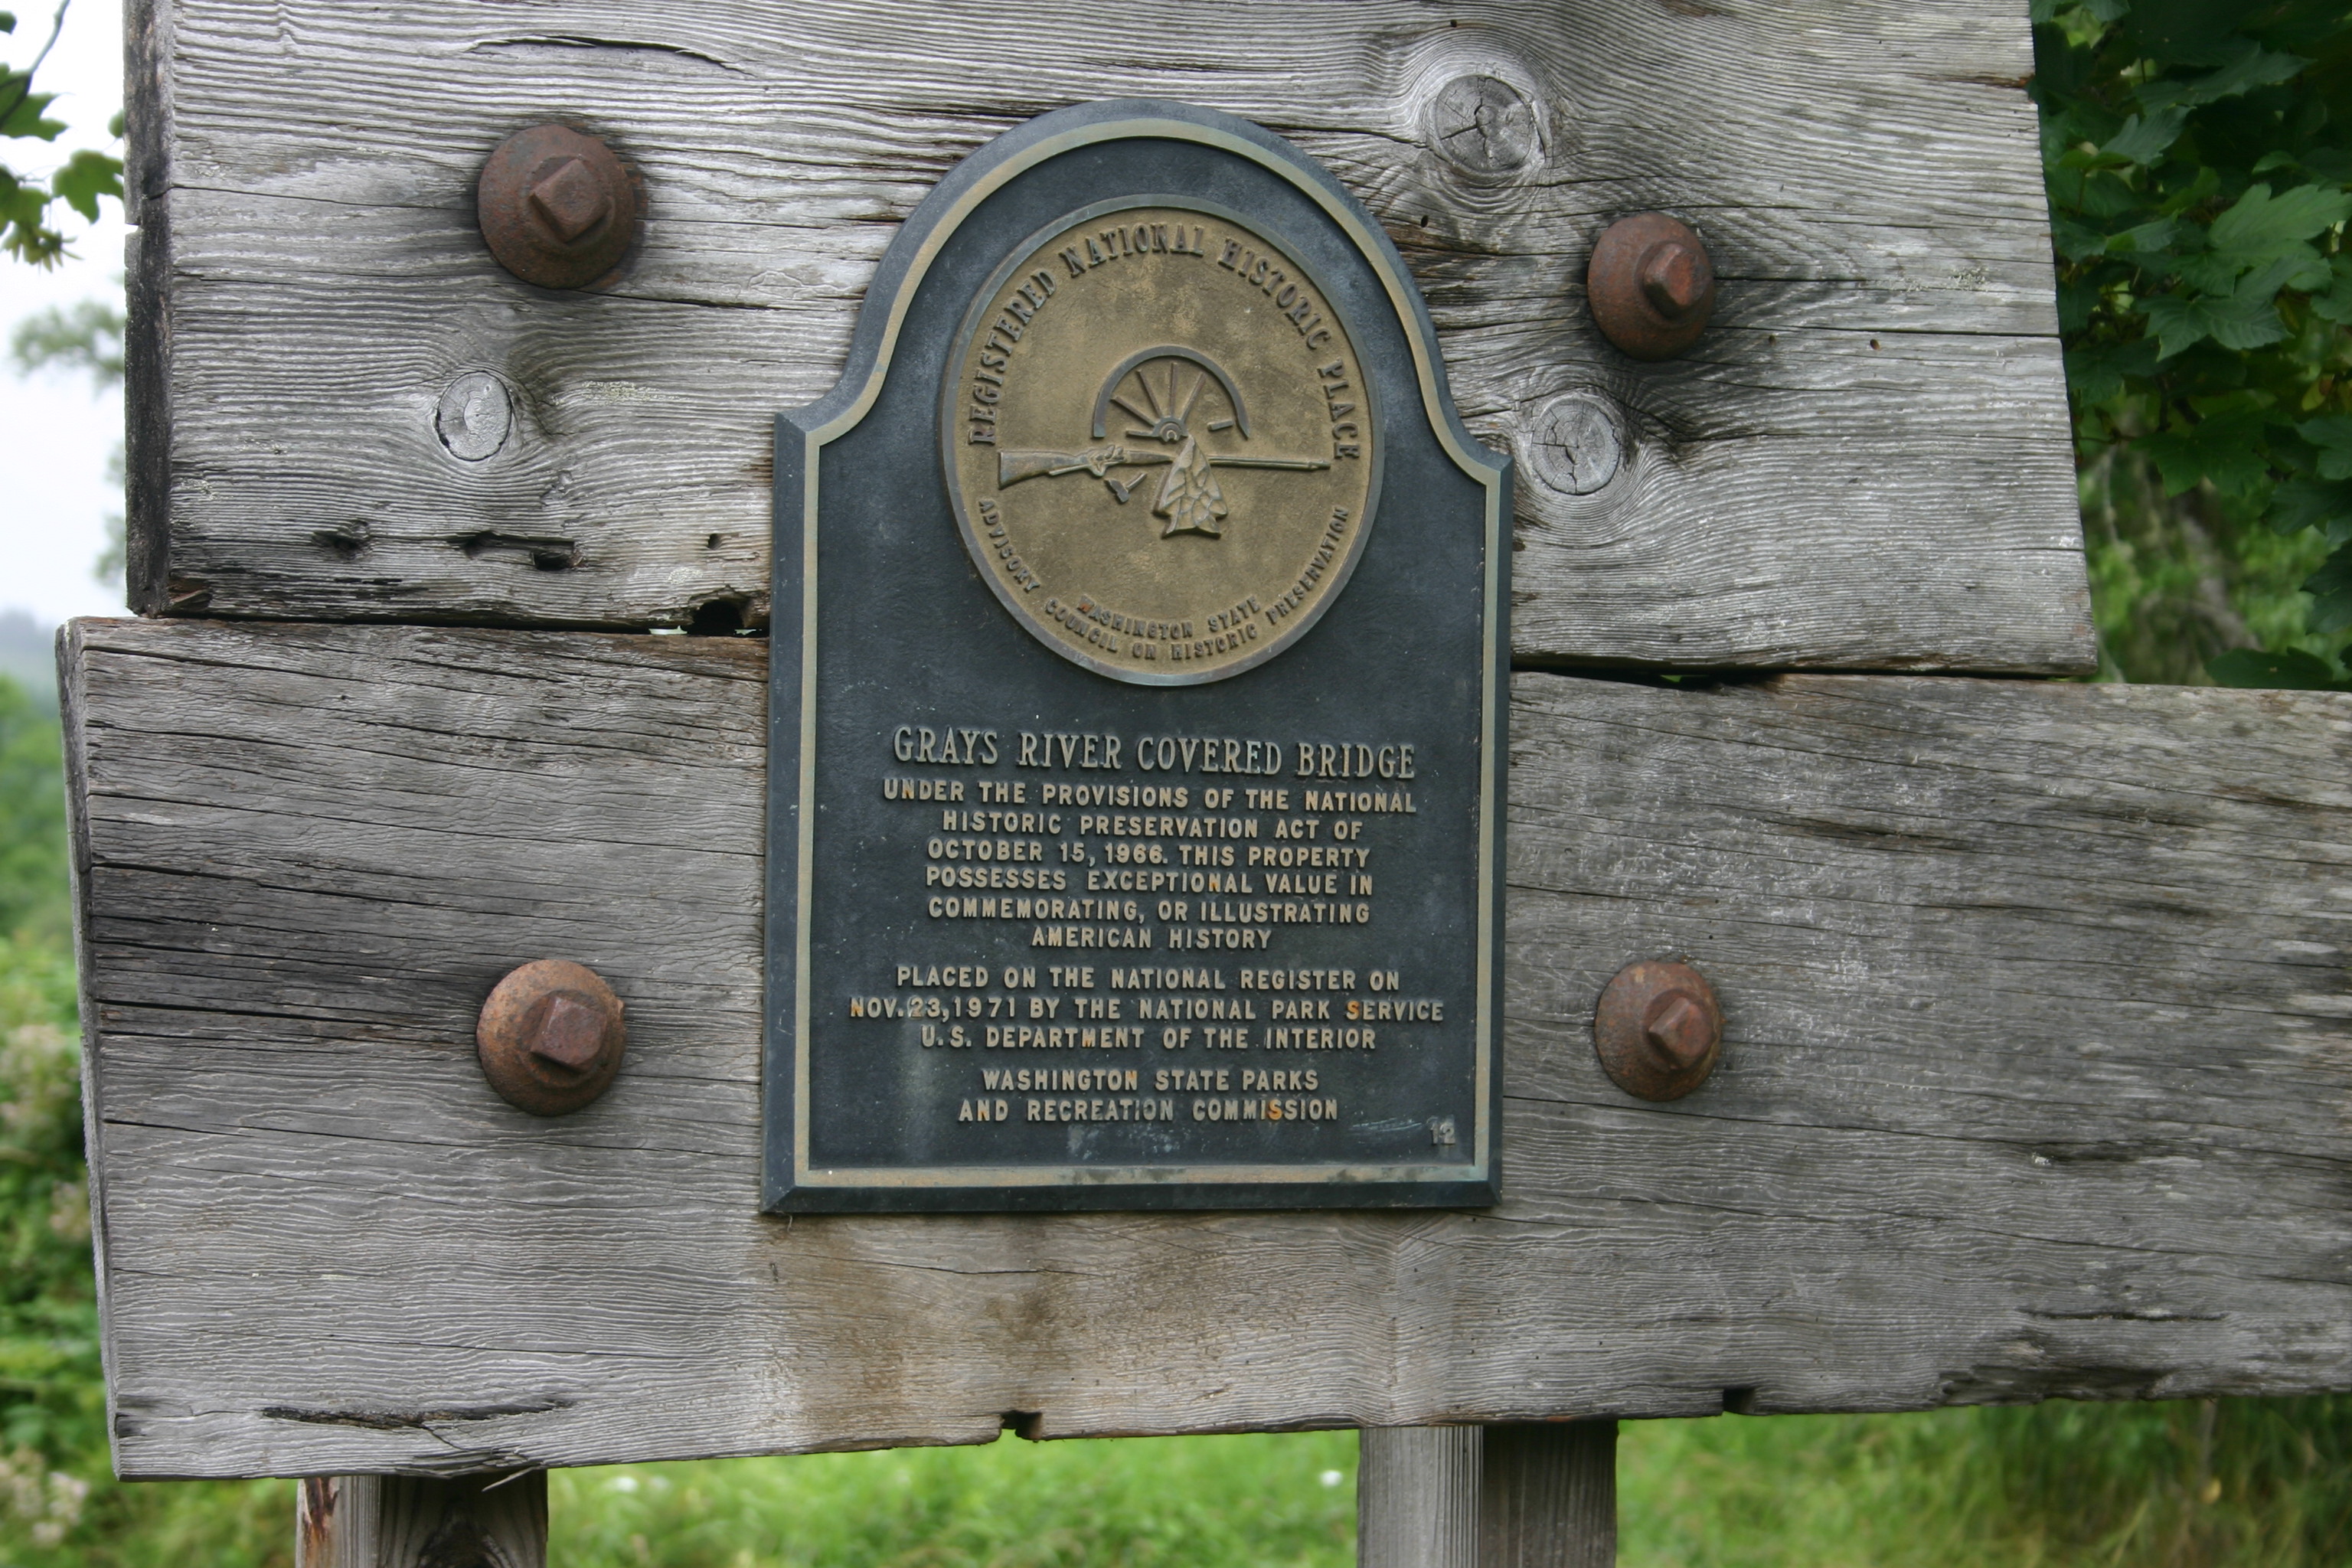 REGISTERED NATIONAL HISTORIC PLACE
WASHINGTON STATE
ADVISORY COUNCIL ON HISTORIC PRESERVATION
GRAYS RIVER COVERED BRIDGE
UNDER THE PROVISIONS OF THE NATIONAL
HISTORIC PRESERVATION ACT OF
OCTOBER 15, 1966. THIS PROPERTY
POSSESSES EXCEPTIONAL VALUE IN
COMMEMORATING, OR ILLUSTRATING
AMERICAN HISTORY
PLACED ON THE NATIONAL REGISTER ON
NOV. 23, 1971 BY THE NATIONAL PARK SERVICE
U.S. DEPARTMENT OF THE INTERIOR
WASHINGTON STATE PARKS
AND RECREATION COMMISSION
12